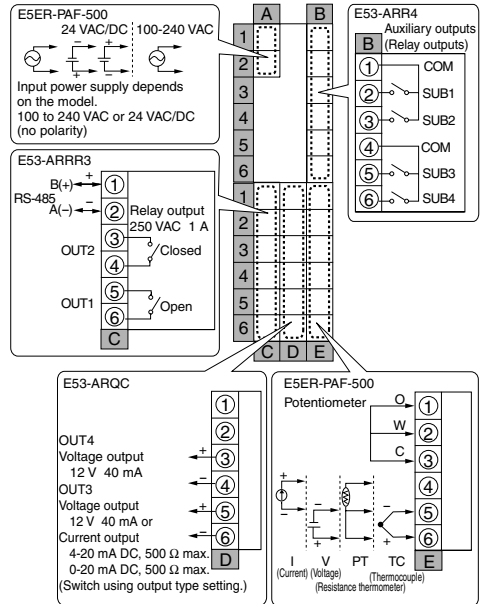 E5ER-PAF-500
24 VAC/DC
100-240 VAC
Input power supply depends
on the model.
100 to 240 VAC or 24 VAC/DC
(no polarity)
A
B
1
2
3
4
5
6
1
2
3
4
5
6
C D E
E53-ARR4
Auxiliary outputs
(Relay outputs)
B
① COM
② SUB1
③ SUB2
④ COM
⑤ SUB3
⑥ SUB4
E53-ARRR3
B(+) + ①
RS-485
A(−) − ②
Relay output
250 VAC 1 A
OUT2
③
④
Closed
OUT1
⑤
⑥
Open
C
E53-ARQC
①
②
OUT4
Voltage output + ③
12 V 40 mA
− ④
OUT3
Voltage output + ⑤
12 V 40 mA or
Current output − ⑥
4-20 mA DC, 500 Ω max.
0-20 mA DC, 500 Ω max.
(Switch using output type setting.)
D
E5ER-PAF-500
Potentiometer
O ①
W ②
C ③
④
⑤
⑥
E
+ − − + − +
I V PT TC
(Current) (Voltage) (Thermocouple)
(Resistance thermometer)